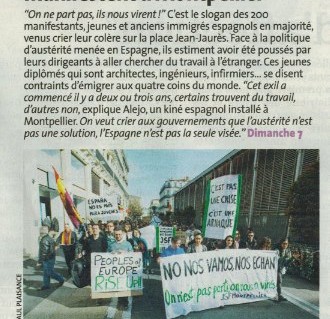 "On ne part pas, ils nous virent!" C'est le slogan des 200
manifestants, jeunes et anciens immigrés espagnols en majorité,
venus crier leur colère sur la place Jean-Jaurès. Face à la politique
d'austérité menée en Espagne, ils estiment avoir été poussés par
leurs dirigeants à aller chercher du travail à l'étranger. Ces jeunes
diplômés qui sont architectes, ingénieurs, infirmiers... se disent
contraints d'émigrer aux quatre coins du monde. "Cet exil a
commencé il y a deux ou trois ans, certains trouvent du travail,
d'autres non, explique Alejo, un kiné espagnol installé à
Montpellier. On veut crier aux gouvernements que l'austérité n'est
pas une solution, l'Espagne n'est pas la seule visée." Dimanche 7
ESPAÑA
NO ES
PEOPLES of
EUROPE
RISE UP!
C'EST PAS
UNE CRISE
C'EST UNE
ARNAQUE
NO NOS VAMOS, NOS ECHAN
On n'est pas parti on nous a virés
PLAISANCE